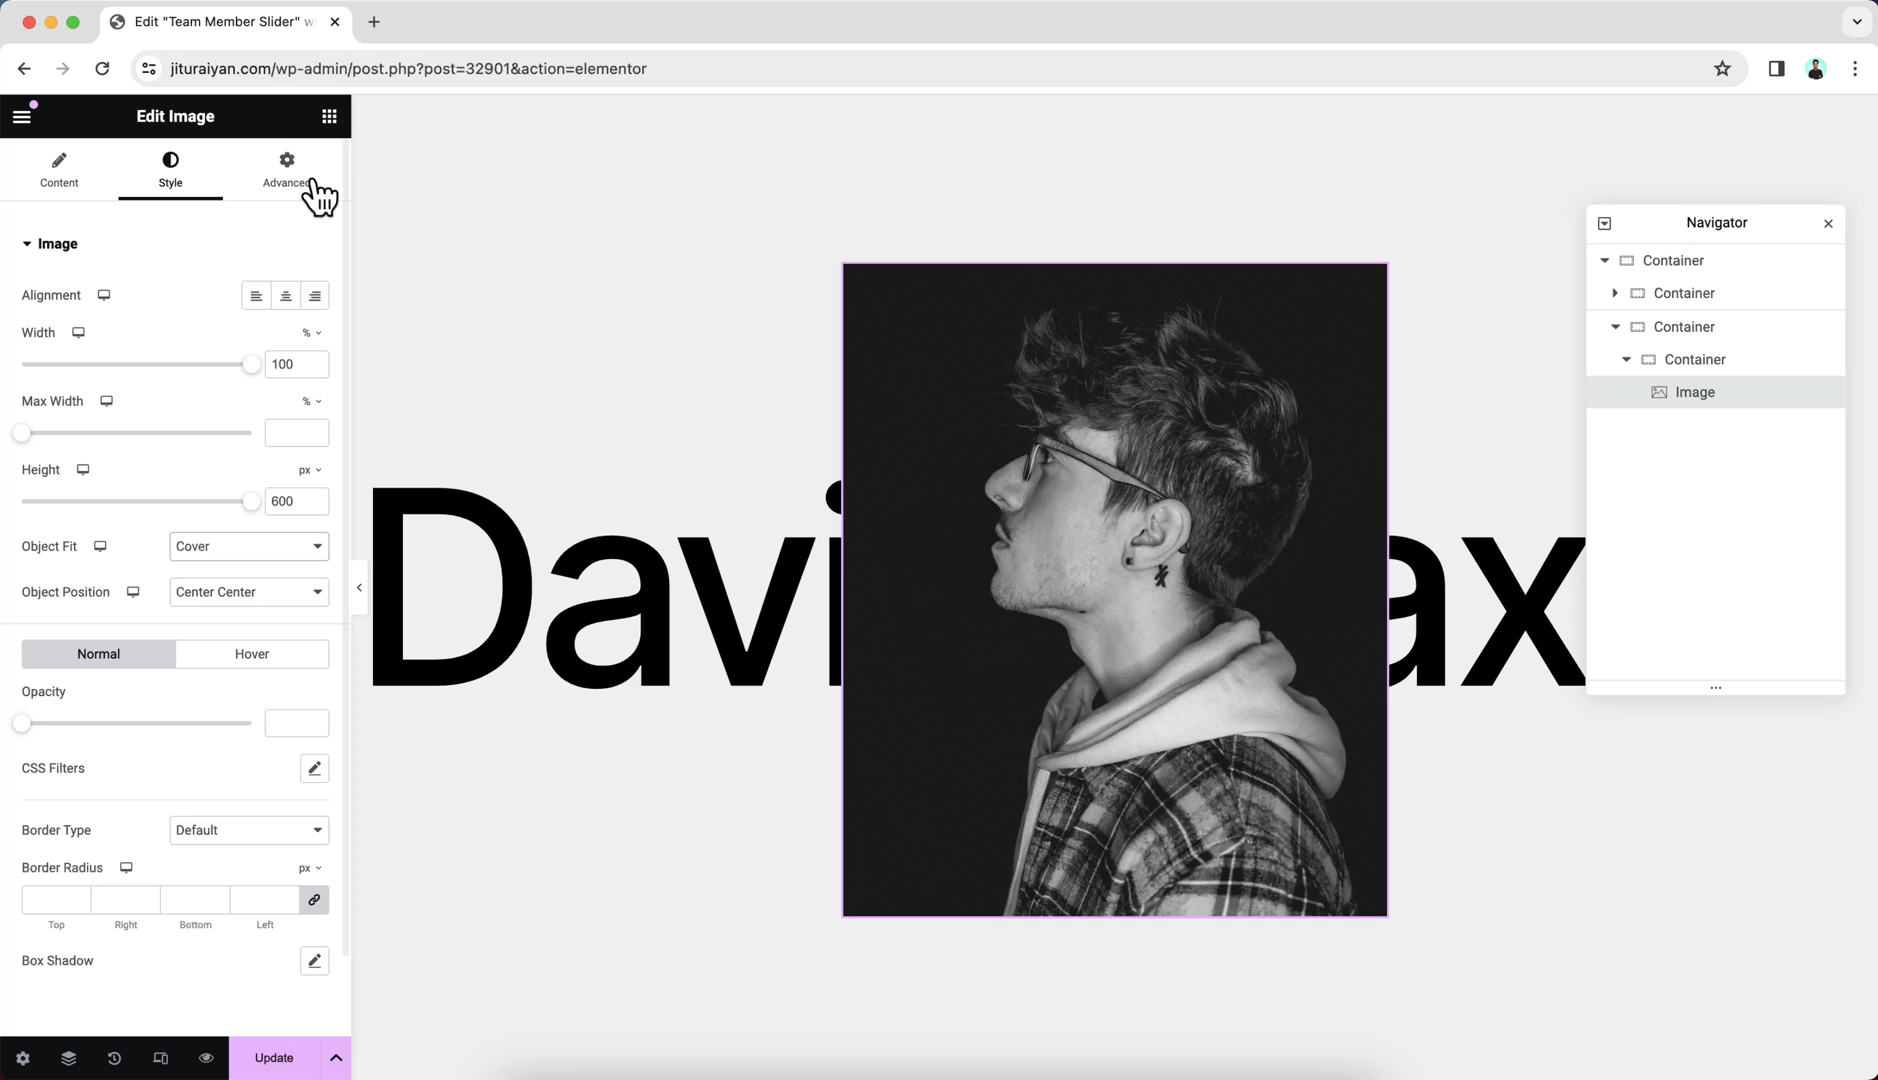 Edit "Team Member Slider" w
jituraiyan.com/wp-admin/post.php?post=32901&action=elementor
Edit Image
Content
Style
Advanced
Image
Alignment
Width
%
100
Max Width
%
Height
px
600
Object Fit
Cover
Object Position
Center Center
Normal
Hover
Opacity
CSS Filters
Border Type
Default
Border Radius
px
Top
Right
Bottom
Left
Box Shadow
Update
Davi
ax
Navigator
Container
Container
Container
Container
Image